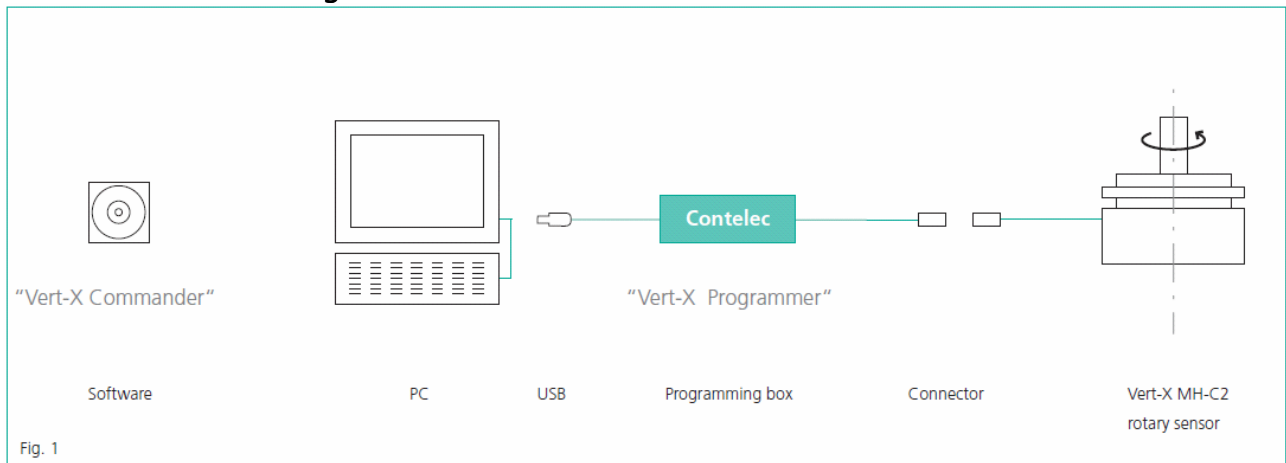 Contelec
"Vert-X Commander"
"Vert-X Programmer"
Software
PC
USB
Programming box
Connector
Vert-X MH-C2
rotary sensor
Fig. 1